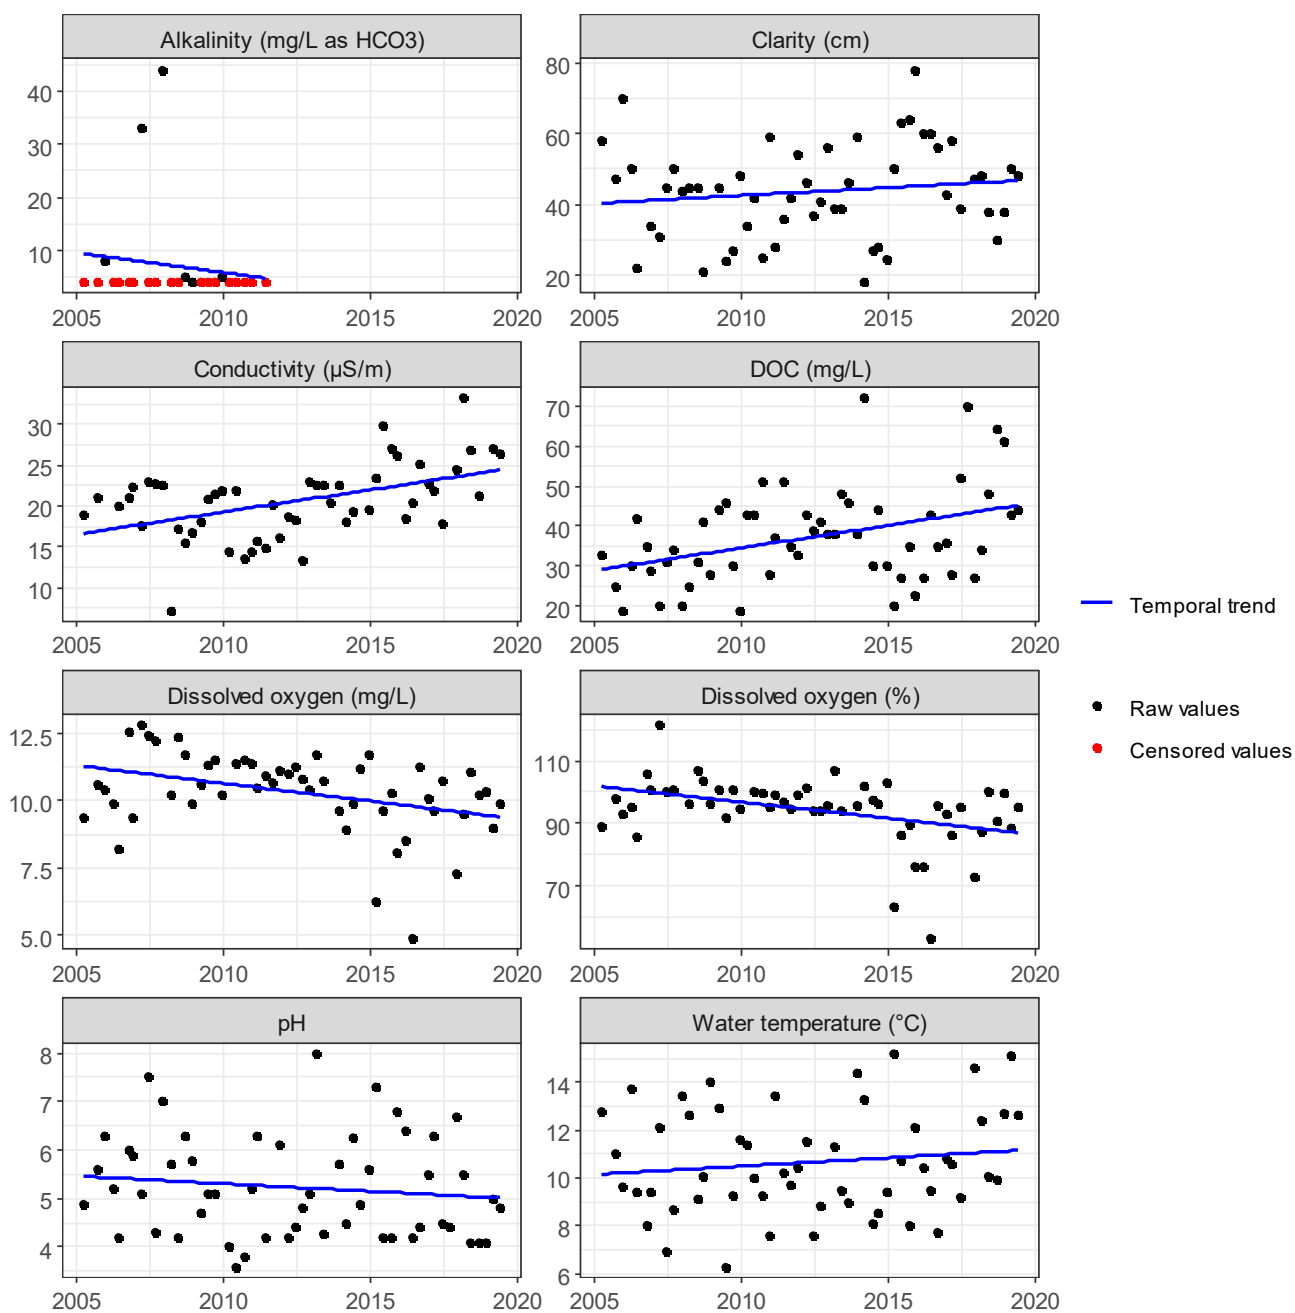 Alkalinity (mg/L as HCO3)
40
30
20
10
2005 2010 2015 2020
Clarity (cm)
80
60
40
20
2005 2010 2015 2020
Conductivity (µS/m)
30
25
20
15
10
2005 2010 2015 2020
DOC (mg/L)
70
60
50
40
30
20
2005 2010 2015 2020
Dissolved oxygen (mg/L)
12.5
10.0
7.5
5.0
2005 2010 2015 2020
Dissolved oxygen (%)
110
90
70
2005 2010 2015 2020
pH
8
7
6
5
4
2005 2010 2015 2020
Water temperature (°C)
14
12
10
8
6
2005 2010 2015 2020
Temporal trend
Raw values
Censored values